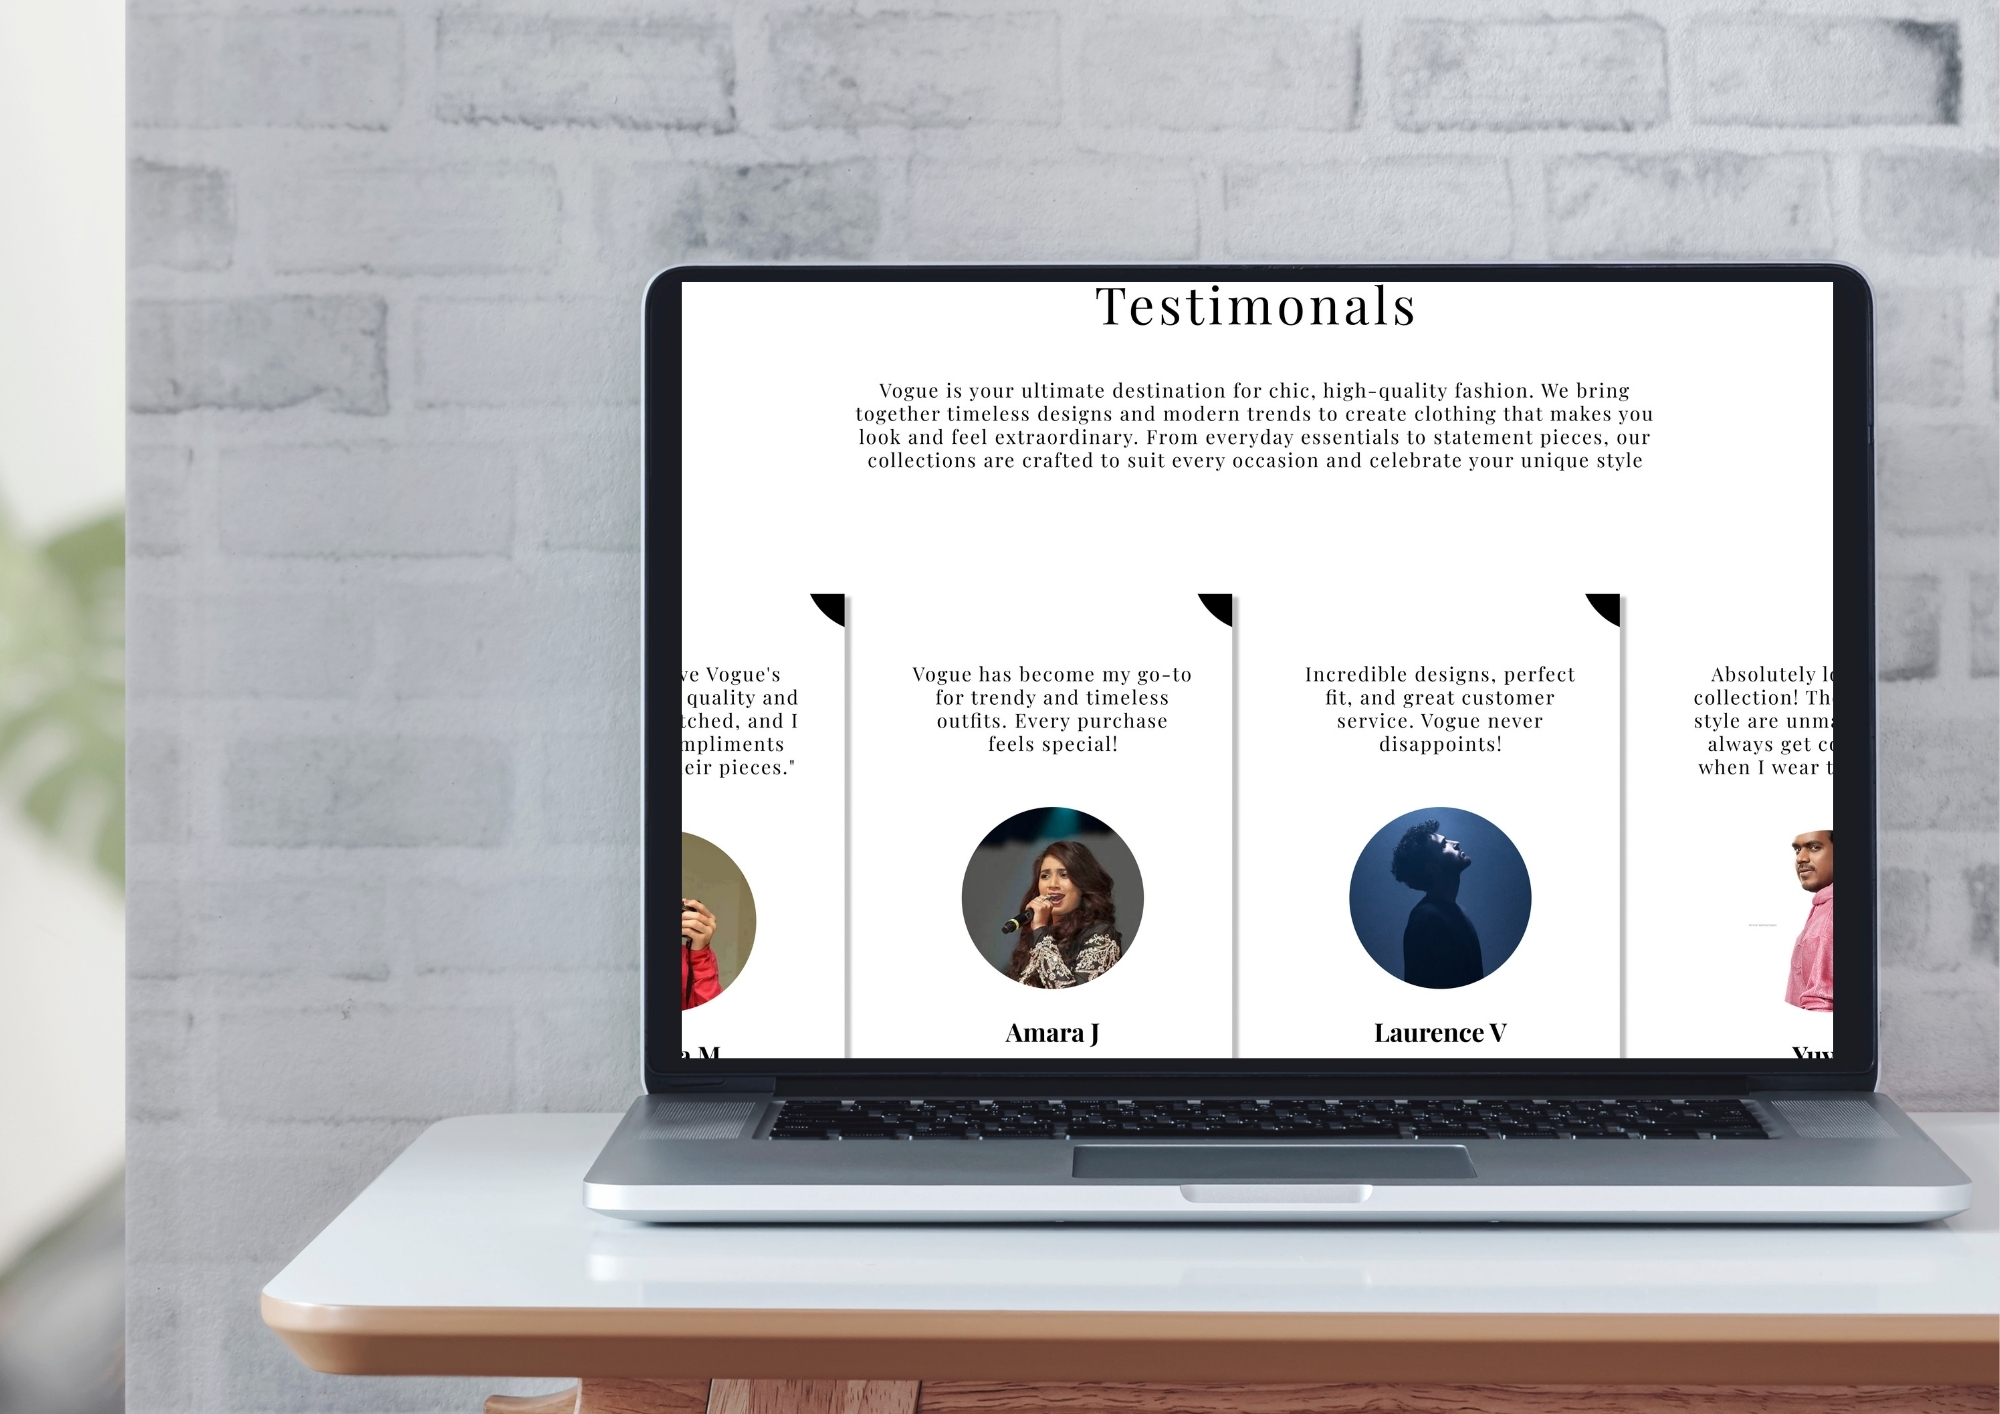 Testimonals
Vogue is your ultimate destination for chic, high-quality fashion. We bring
together timeless designs and modern trends to create clothing that makes you
look and feel extraordinary. From everyday essentials to statement pieces, our
collections are crafted to suit every occasion and celebrate your unique style
ve Vogue's
quality and
tched, and I
mpliments
eir pieces."
a M
Vogue has become my go-to
for trendy and timeless
outfits. Every purchase
feels special!
Amara J
Incredible designs, perfect
fit, and great customer
service. Vogue never
disappoints!
Laurence V
Absolutely lo
collection! Th
style are unma
always get co
when I wear t
Yuv